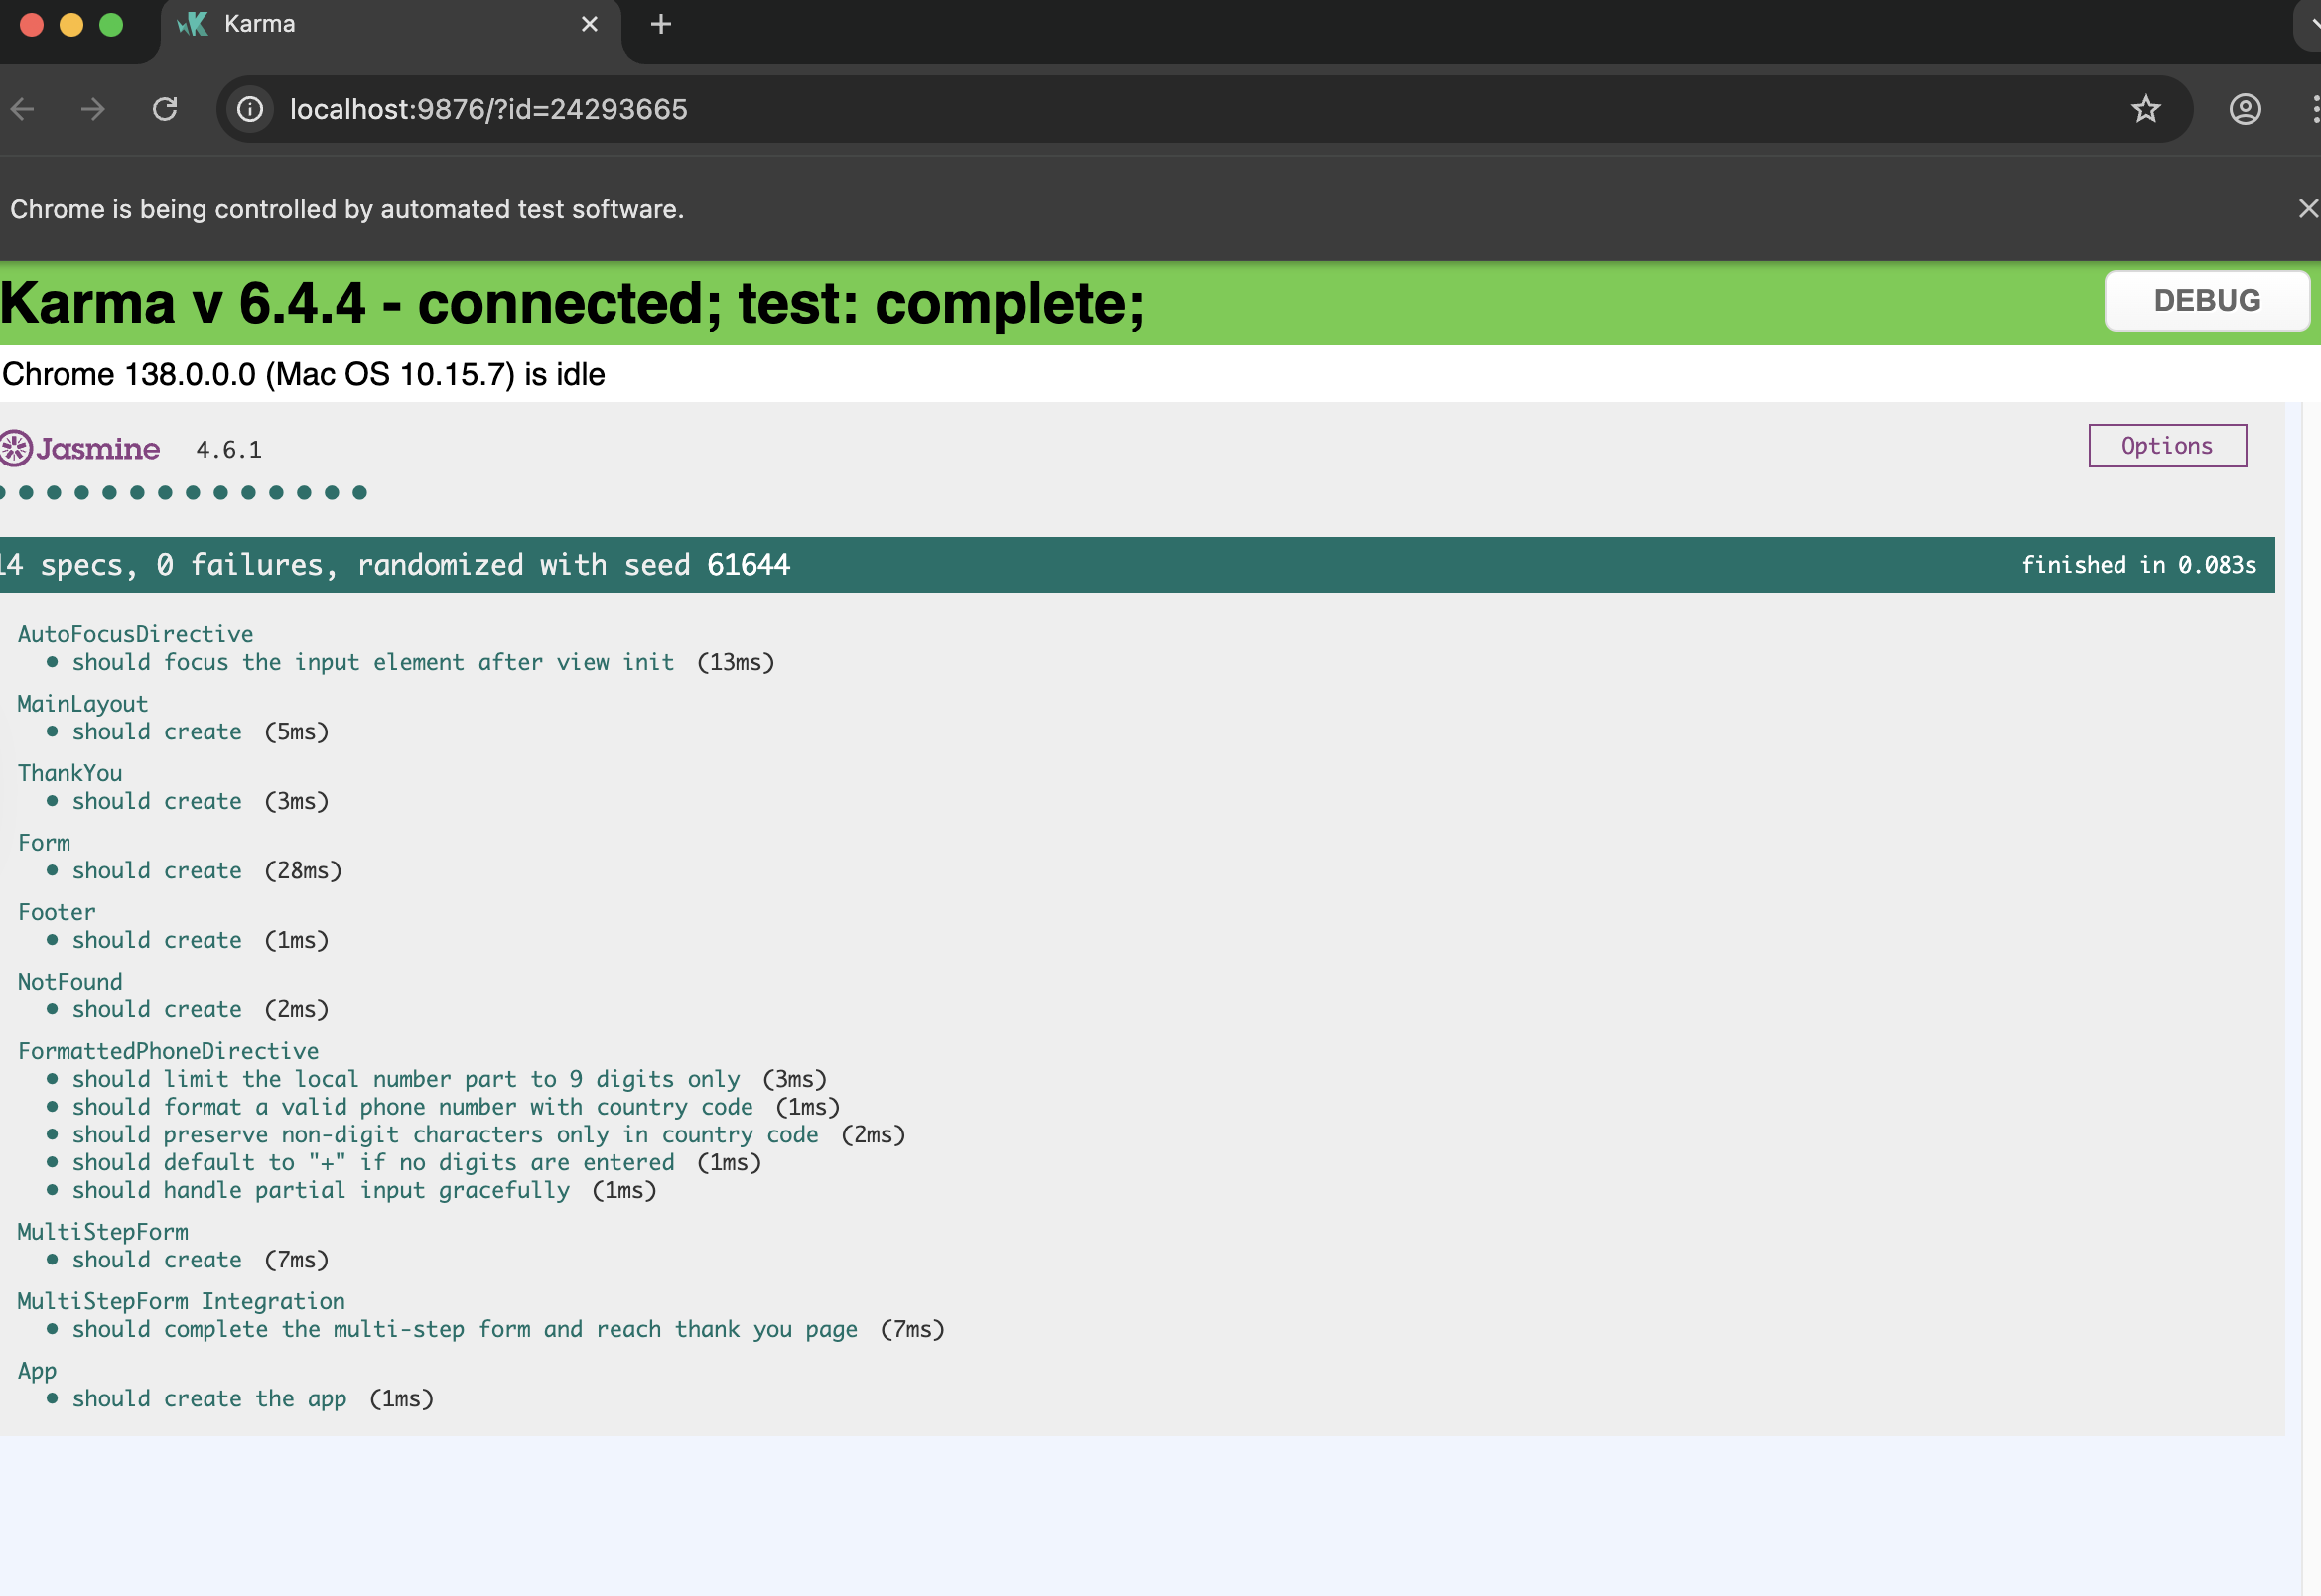 Karma
localhost:9876/?id=24293665
Chrome is being controlled by automated test software.
Karma v 6.4.4 - connected; test: complete;
DEBUG
Chrome 138.0.0.0 (Mac OS 10.15.7) is idle
Jasmine 4.6.1
Options
14 specs, 0 failures, randomized with seed 61644
finished in 0.083s
AutoFocusDirective
• should focus the input element after view init (13ms)
MainLayout
• should create (5ms)
ThankYou
• should create (3ms)
Form
• should create (28ms)
Footer
• should create (1ms)
NotFound
• should create (2ms)
FormattedPhoneDirective
• should limit the local number part to 9 digits only (3ms)
• should format a valid phone number with country code (1ms)
• should preserve non-digit characters only in country code (2ms)
• should default to "+" if no digits are entered (1ms)
• should handle partial input gracefully (1ms)
MultiStepForm
• should create (7ms)
MultiStepForm Integration
• should complete the multi-step form and reach thank you page (7ms)
App
• should create the app (1ms)